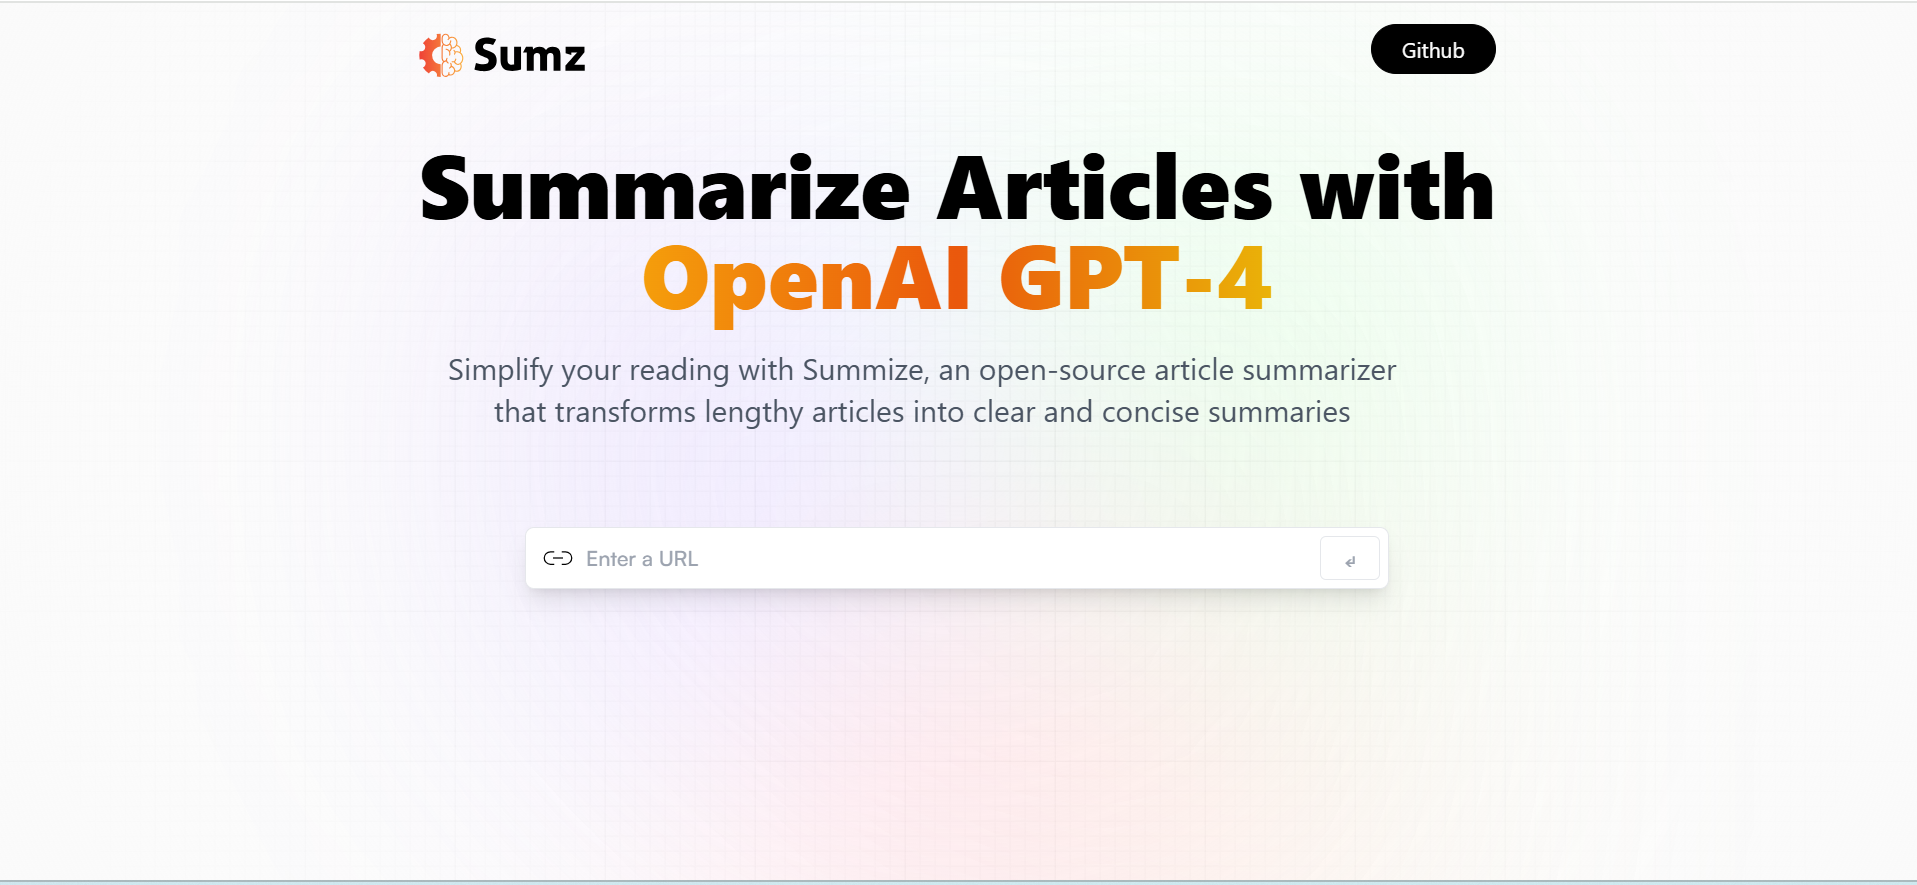 Sumz
Github
Summarize Articles with
OpenAI GPT-4
Simplify your reading with Summize, an open-source article summarizer
that transforms lengthy articles into clear and concise summaries
Enter a URL
↲